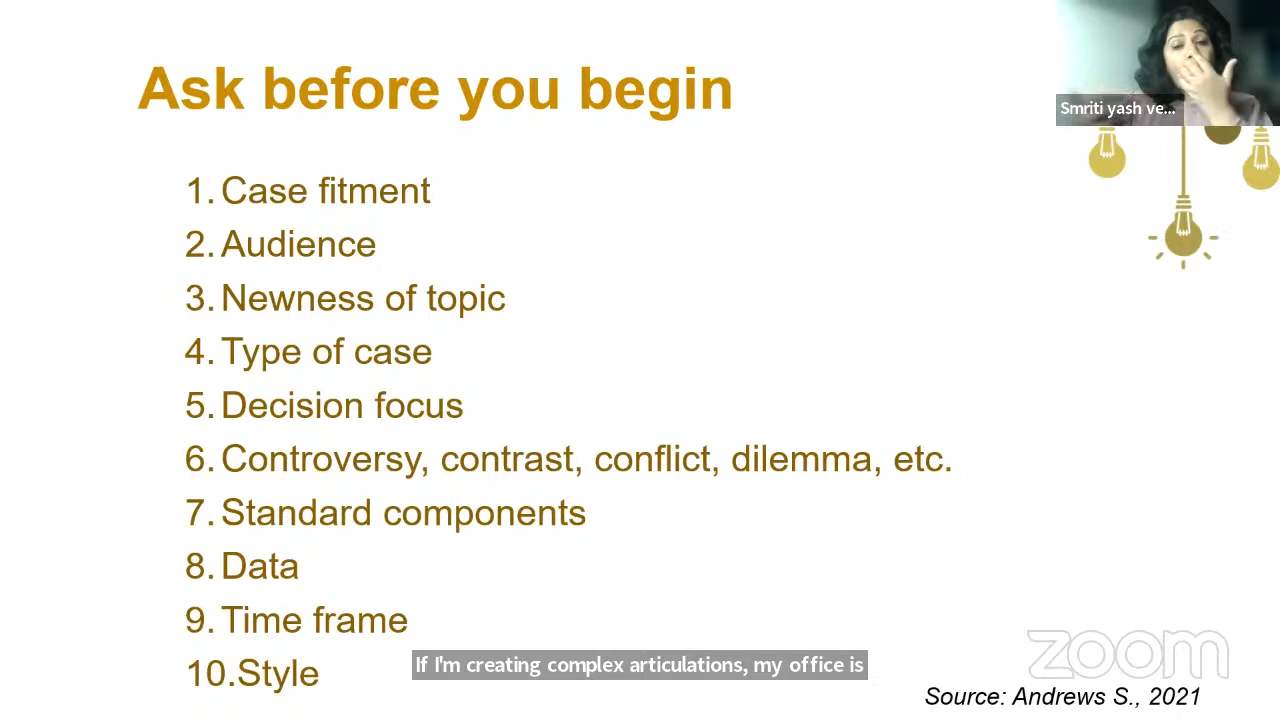 Ask before you begin
Smriti yash ve...
1. Case fitment
2. Audience
3. Newness of topic
4. Type of case
5. Decision focus
6. Controversy, contrast, conflict, dilemma, etc.
7. Standard components
8. Data
9. Time frame
10.Style
If I'm creating complex articulations, my office is
zoom
Source: Andrews S., 2021